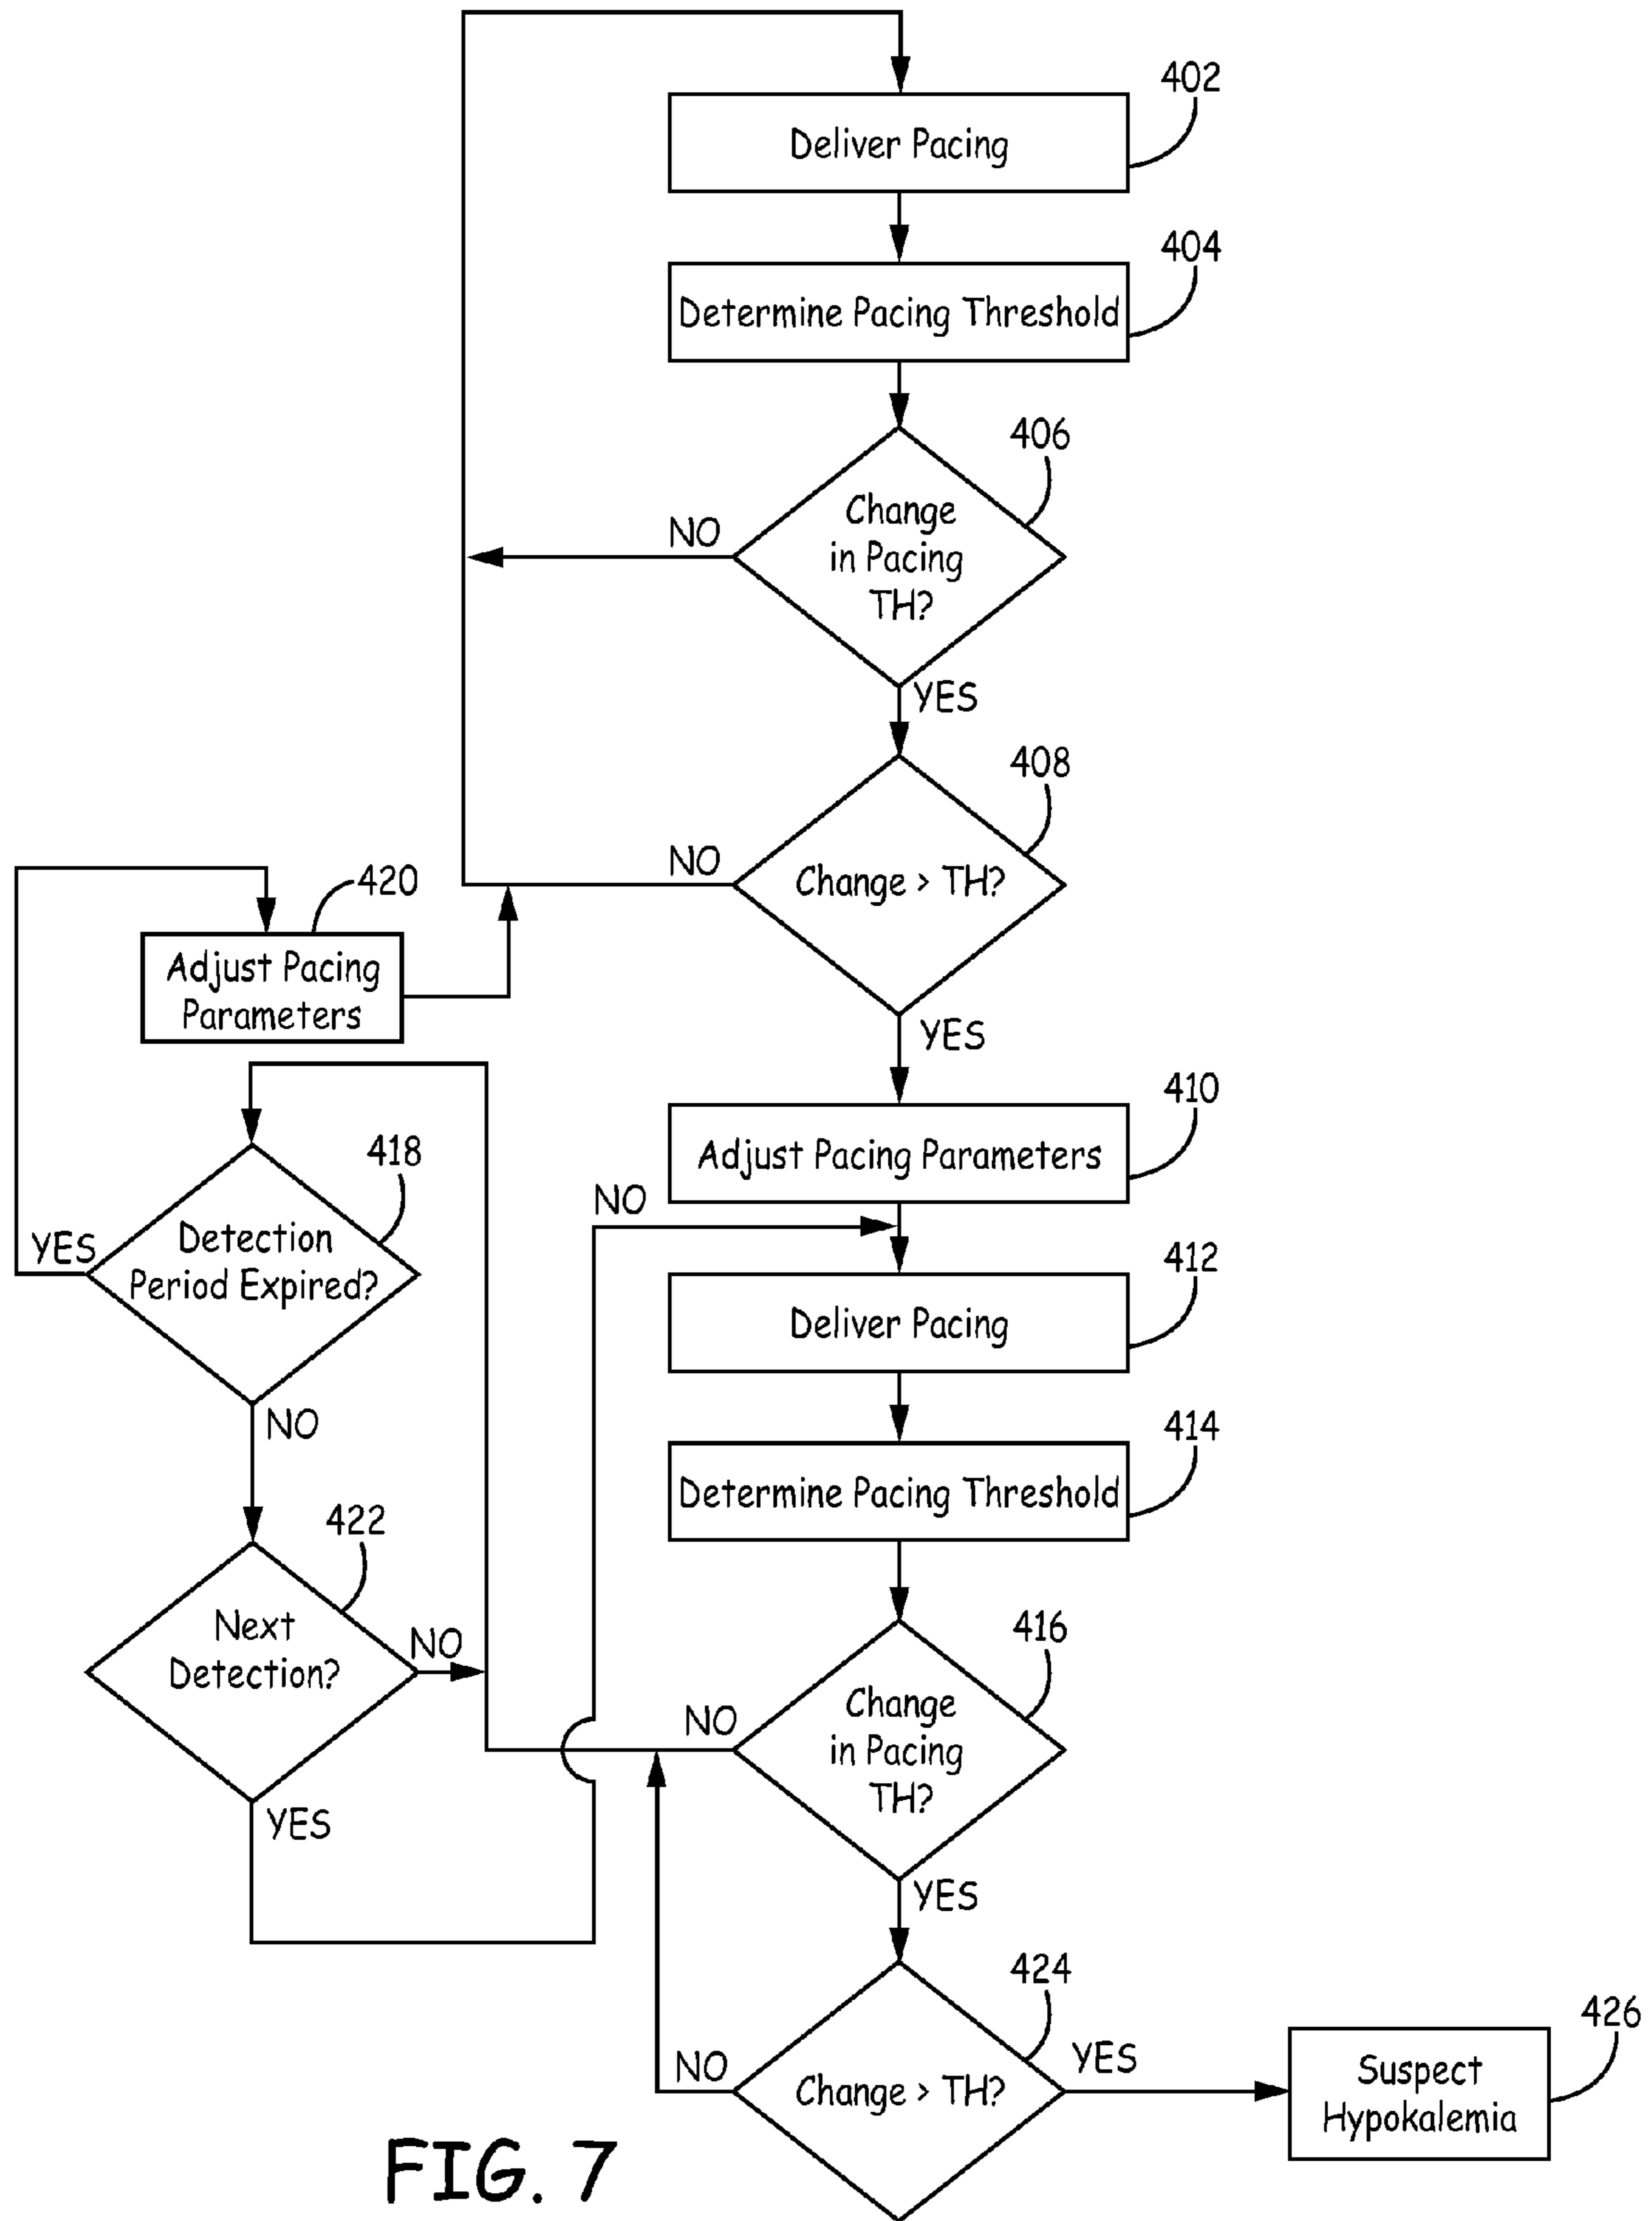 402
Deliver Pacing
404
Determine Pacing Threshold
406
Change
in Pacing
TH?
NO
YES
408
Change > TH?
NO
YES
420
Adjust Pacing
Parameters
410
Adjust Pacing Parameters
418
Detection
Period Expired?
YES
NO
NO
412
Deliver Pacing
414
Determine Pacing Threshold
422
Next
Detection?
NO
YES
416
Change
in Pacing
TH?
NO
YES
424
Change > TH?
NO
YES
426
Suspect
Hypokalemia
FIG. 7